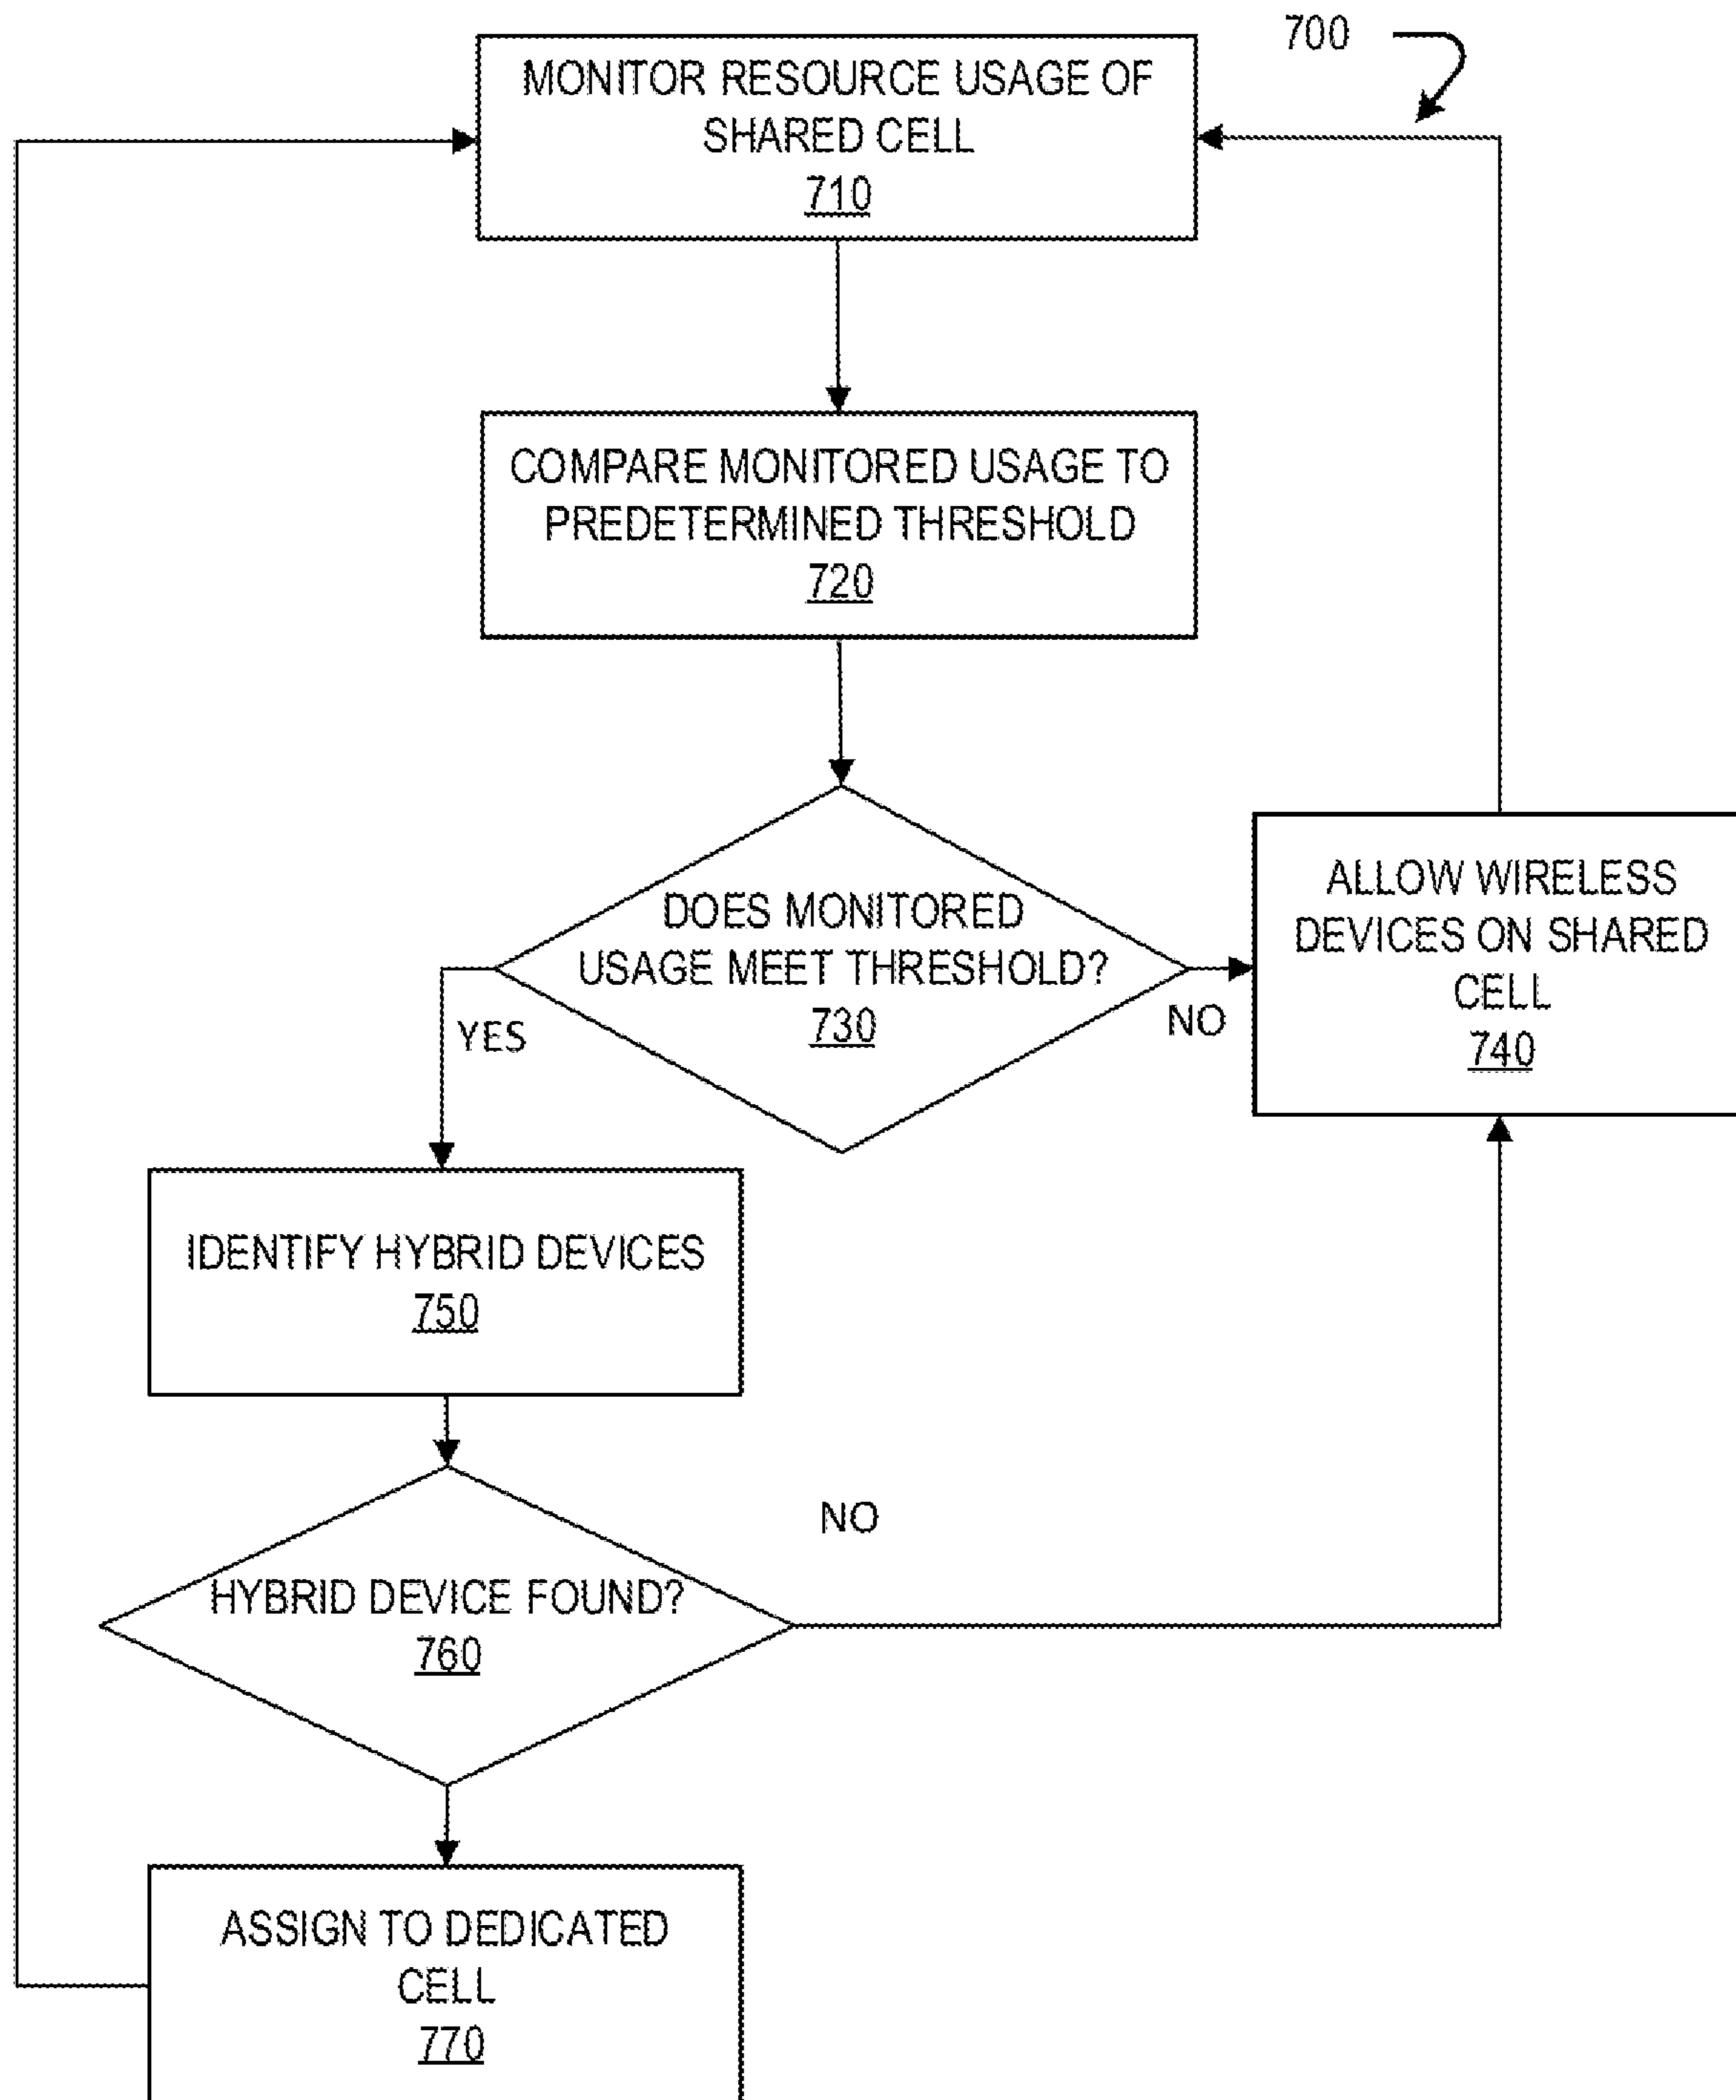 700
MONITOR RESOURCE USAGE OF
SHARED CELL
710
COMPARE MONITORED USAGE TO
PREDETERMINED THRESHOLD
720
DOES MONITORED
USAGE MEET THRESHOLD?
730
YES
NO
ALLOW WIRELESS
DEVICES ON SHARED
CELL
740
IDENTIFY HYBRID DEVICES
750
NO
HYBRID DEVICE FOUND?
760
ASSIGN TO DEDICATED
CELL
770